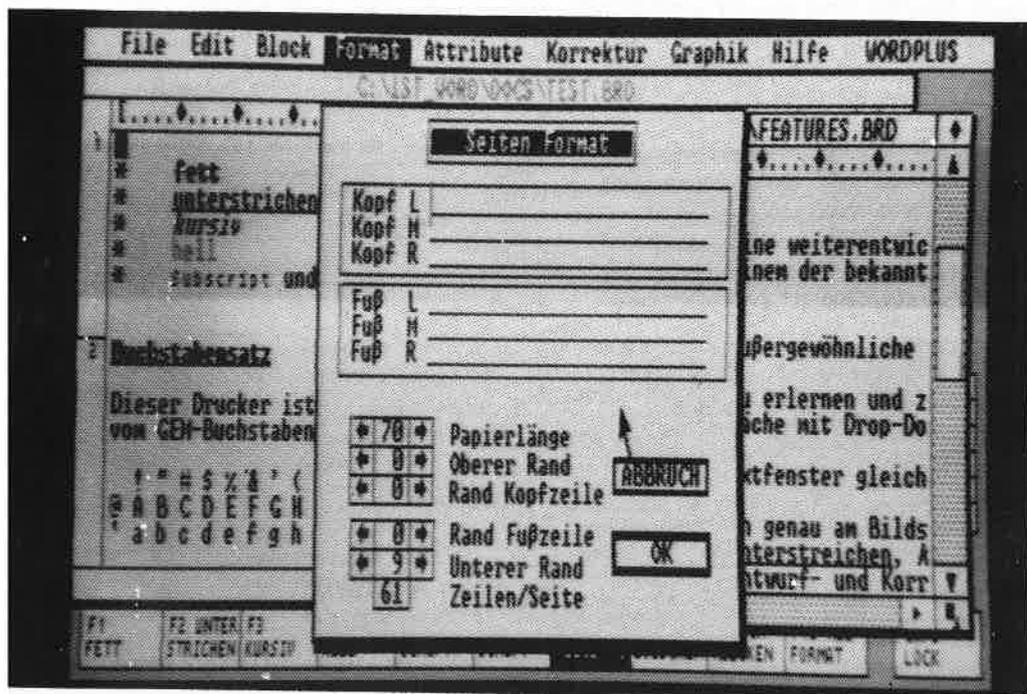 File Edit Block Format Attribute Korrektur Graphik Hilfe WORDPLUS
C:\1ST_WORD\DOCS\TEST.BRD
\FEATURES.BRD
Seiten Format
Kopf L
Kopf M
Kopf R
Fuß L
Fuß M
Fuß R
70 Papierlänge
0 Oberer Rand
0 Rand Kopfzeile
0 Rand Fußzeile
9 Unterer Rand
61 Zeilen/Seite
ABBRUCH
OK
1
* fett
* unterstrichen
* kursiv
* hell
* Subscript und
2 Buchstabensatz
Dieser Drucker ist
vom GEM-Buchstaben
! " # $ % & ' (
@ A B C D E F G H
` a b c d e f g h
ine weiterentwic
inem der bekannt
ußergewöhnliche
u erlernen und z
äche mit Drop-Do
xtfenster gleich
h genau am Bilds
nterstreichen, A
ntwurf- und Korr
F1 FETT
F2 UNTER STRICHEN
F3 KURSIV
FORMAT
LOCK